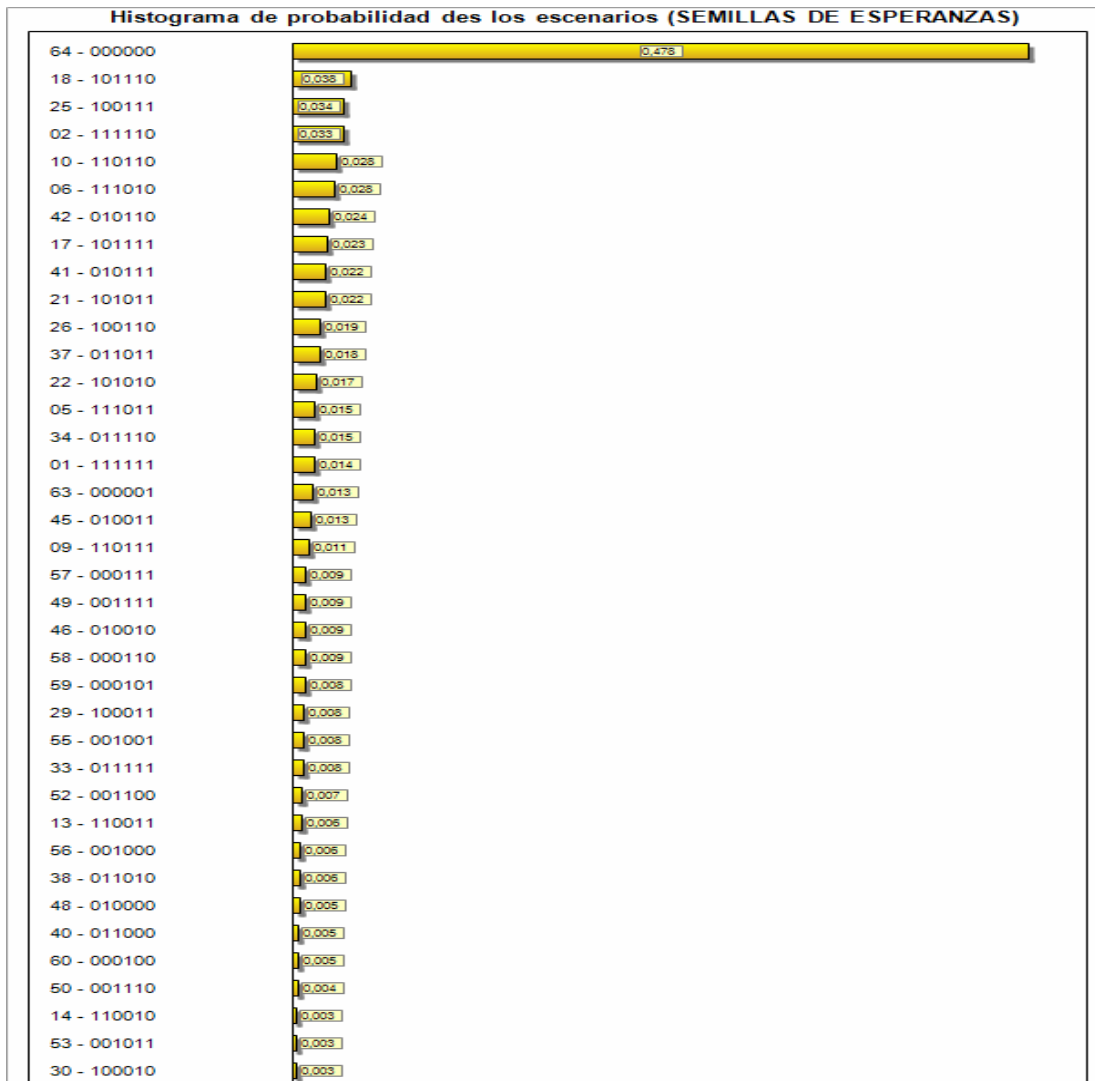 Histograma de probabilidad des los escenarios (SEMILLAS DE ESPERANZAS)
64 - 000000 0,478
18 - 101110 0,038
25 - 100111 0,034
02 - 111110 0,033
10 - 110110 0,028
06 - 111010 0,028
42 - 010110 0,024
17 - 101111 0,023
41 - 010111 0,022
21 - 101011 0,022
26 - 100110 0,019
37 - 011011 0,018
22 - 101010 0,017
05 - 111011 0,015
34 - 011110 0,015
01 - 111111 0,014
63 - 000001 0,013
45 - 010011 0,013
09 - 110111 0,011
57 - 000111 0,009
49 - 001111 0,009
46 - 010010 0,009
58 - 000110 0,009
59 - 000101 0,008
29 - 100011 0,008
55 - 001001 0,008
33 - 011111 0,008
52 - 001100 0,007
13 - 110011 0,006
56 - 001000 0,006
38 - 011010 0,006
48 - 010000 0,005
40 - 011000 0,005
60 - 000100 0,005
50 - 001110 0,004
14 - 110010 0,003
53 - 001011 0,003
30 - 100010 0,003